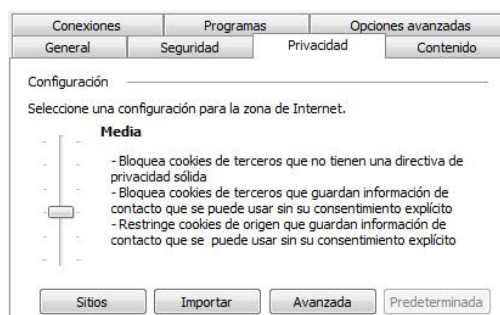 Conexiones Programas Opciones avanzadas
General Seguridad Privacidad Contenido
Configuración
Seleccione una configuración para la zona de Internet.
Media
- Bloquea cookies de terceros que no tienen una directiva de
privacidad sólida
- Bloquea cookies de terceros que guardan información de
contacto que se puede usar sin su consentimiento explícito
- Restringe cookies de origen que guardan información de
contacto que se puede usar sin su consentimiento explícito
Sitios Importar Avanzada Predeterminada